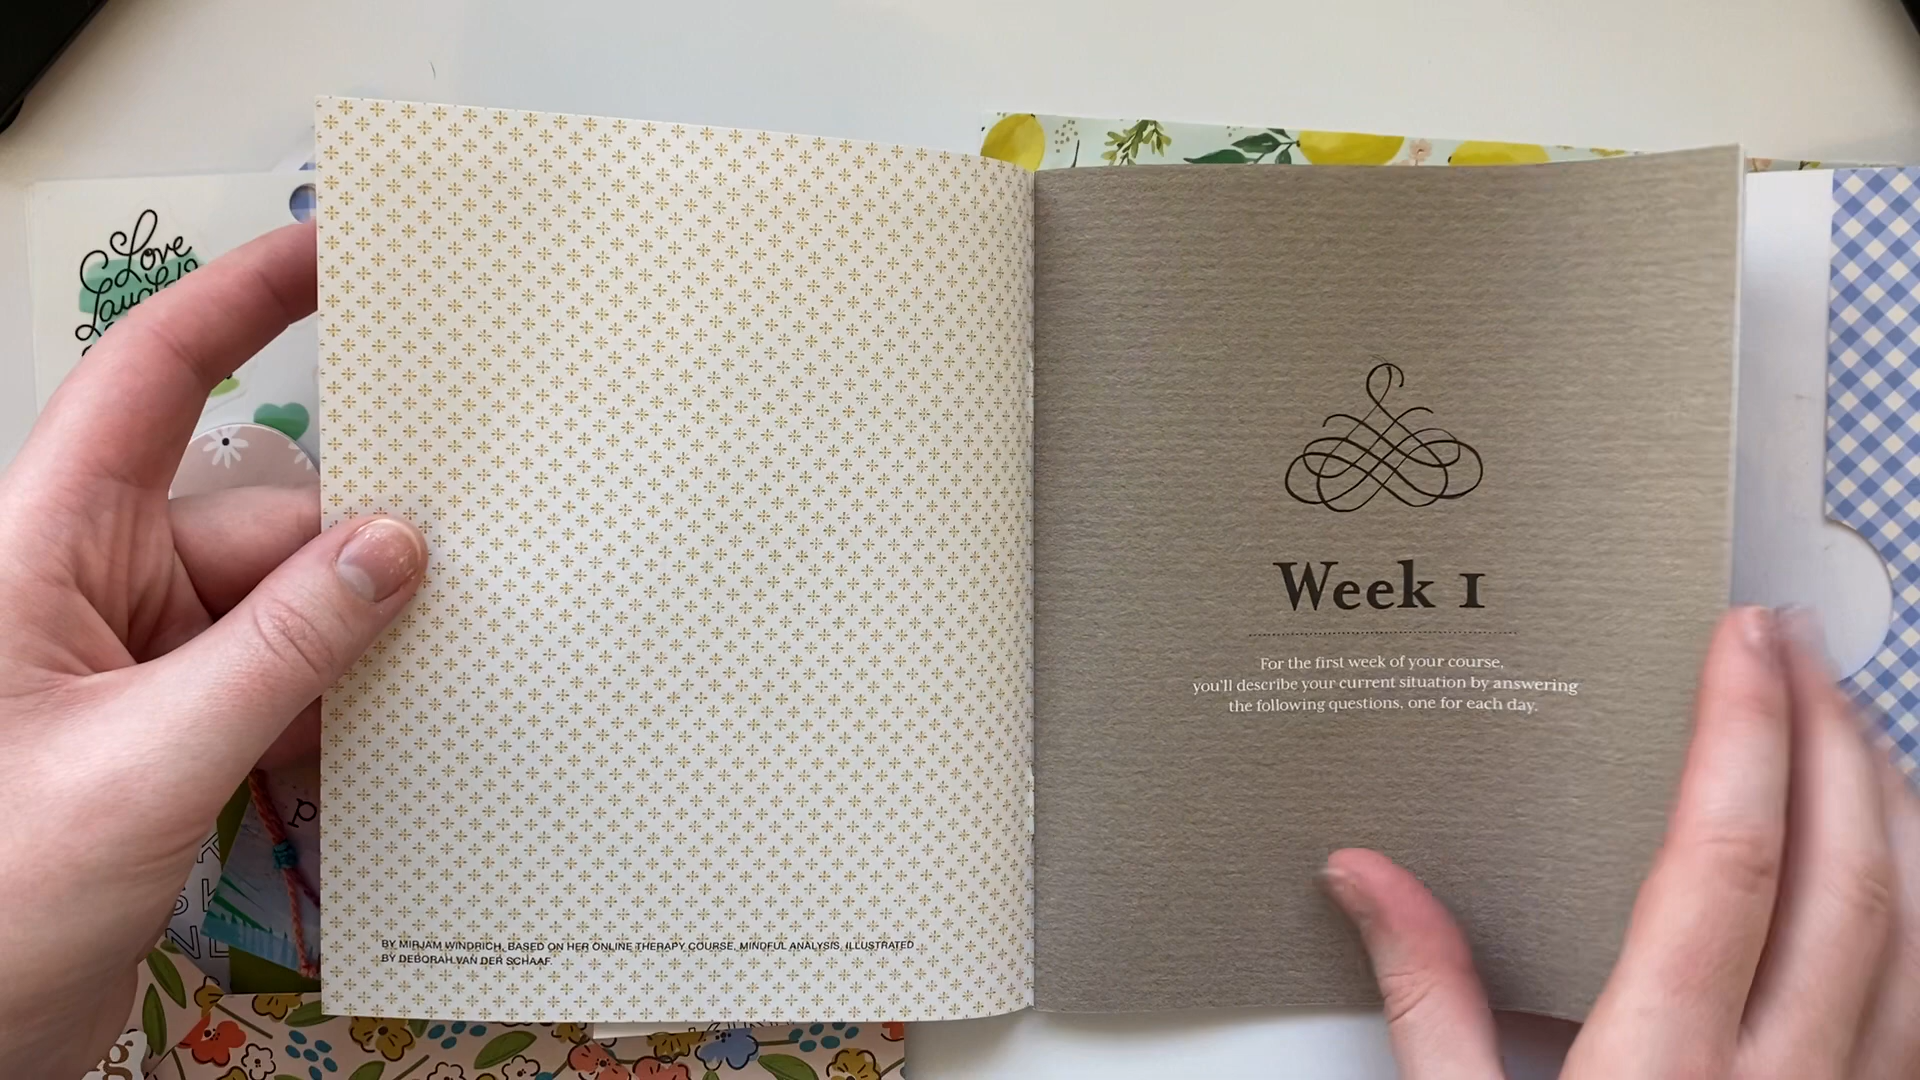 Love
Laugh
BY MIRJAM WINDRICH, BASED ON HER ONLINE THERAPY COURSE, MINDFUL ANALYSIS, ILLUSTRATED
BY DEBORAH VAN DER SCHAAF.
Week 1
For the first week of your course,
you'll describe your current situation by answering
the following questions, one for each day.